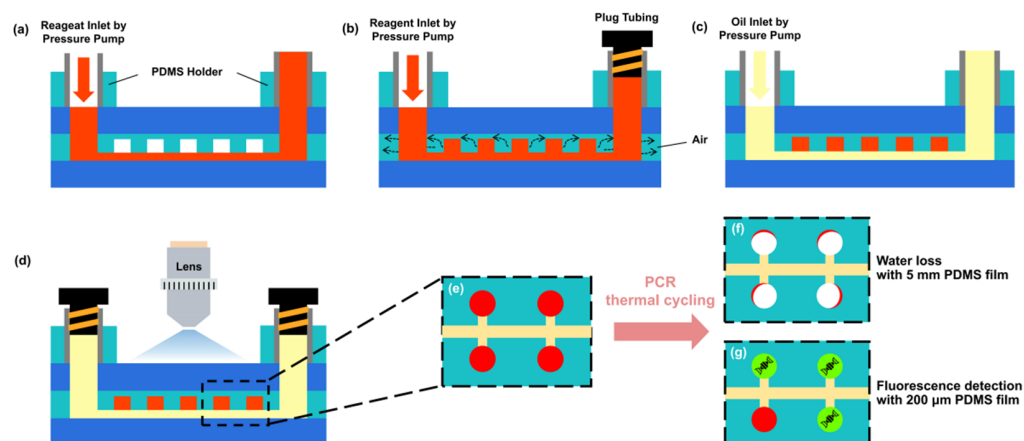 (a)
Reageat Inlet by
Pressure Pump
PDMS Holder
(b)
Reagent Inlet by
Pressure Pump
Plug Tubing
Air
(c)
Oil Inlet by
Pressure Pump
(d)
Lens
(e)
PCR
thermal cycling
(f)
Water loss
with 5 mm PDMS film
(g)
Fluorescence detection
with 200 μm PDMS film